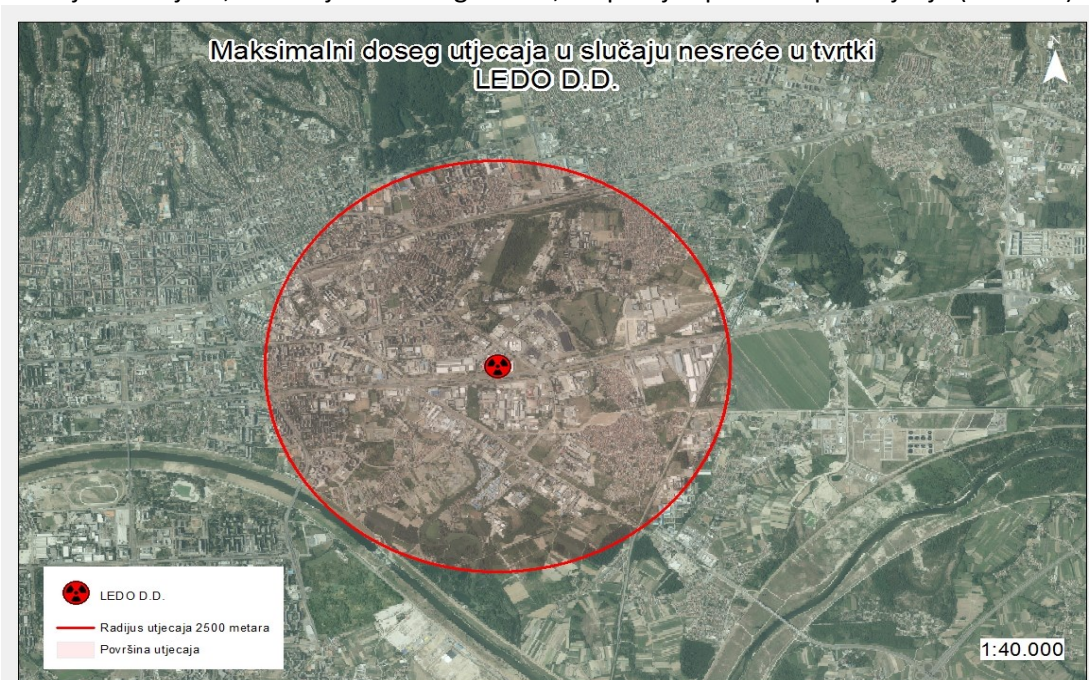 Maksimalni doseg utjecaja u slučaju nesreće u tvrtki
LEDO D.D.
N
LEDO D.D.
Radijus utjecaja 2500 metara
Površina utjecaja
1:40.000